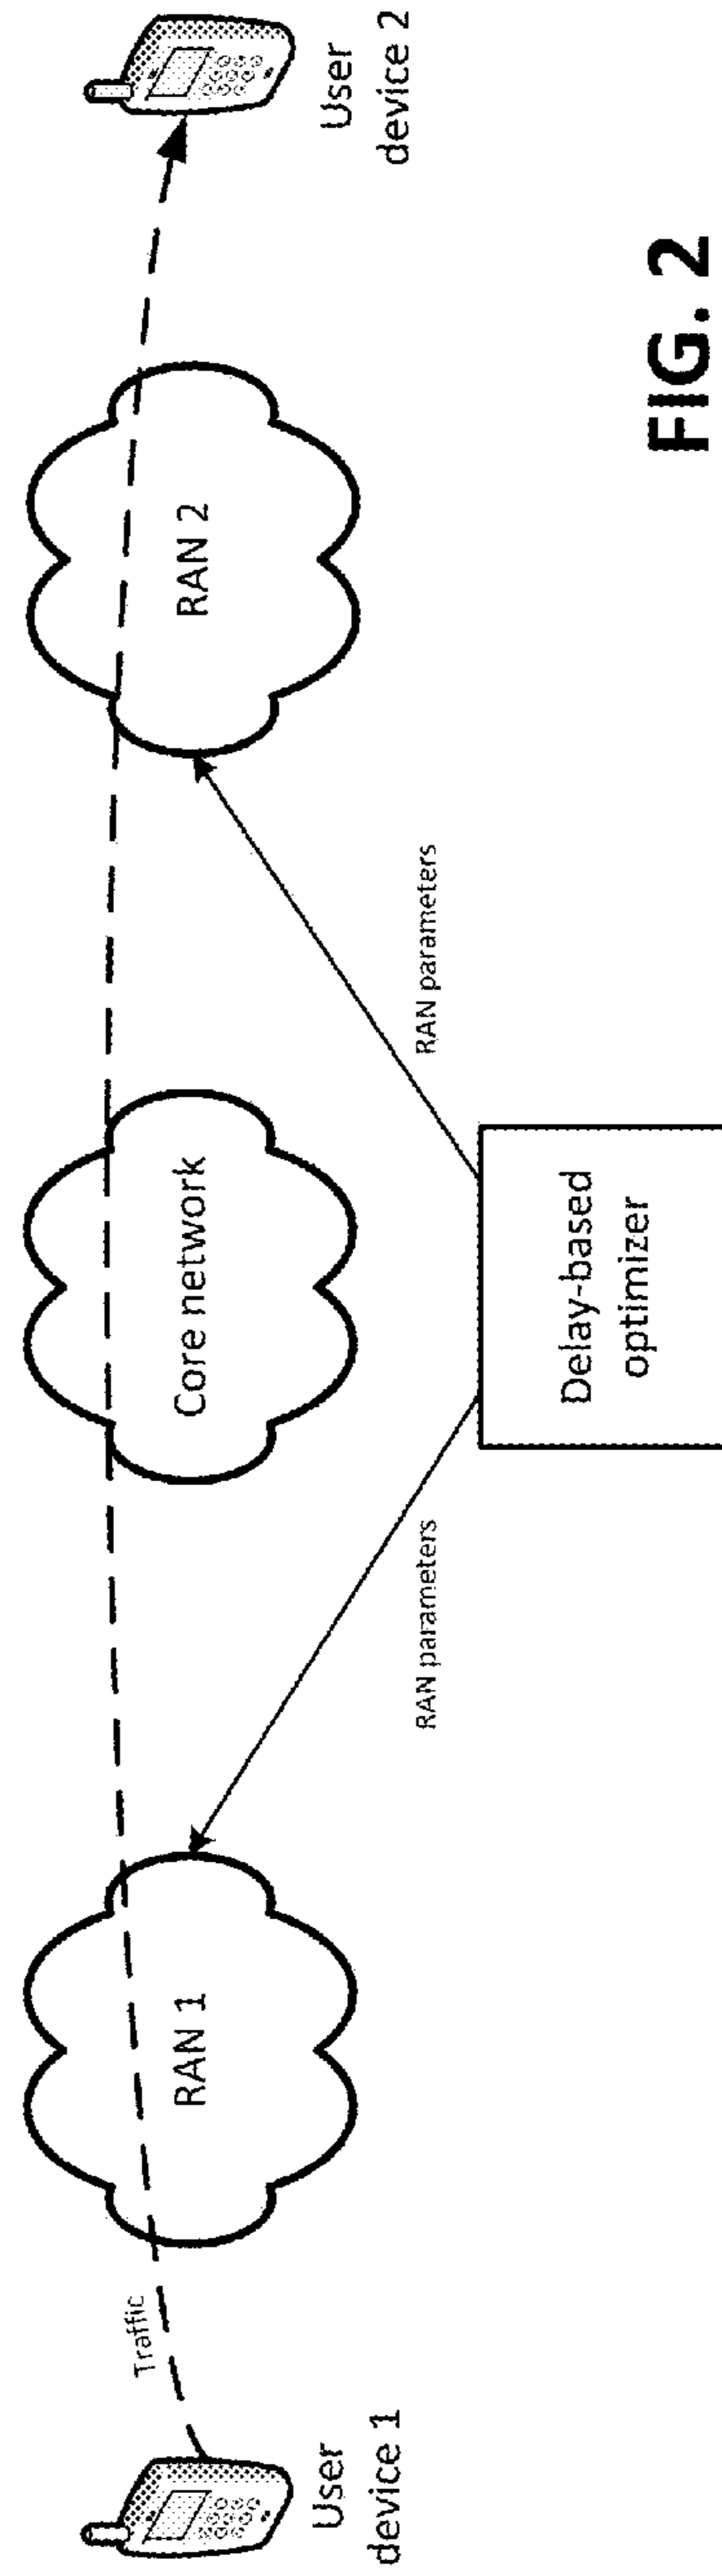 Traffic
User
device 1
RAN 1
RAN parameters
Core network
Delay-based
optimizer
RAN parameters
RAN 2
User
device 2
FIG. 2